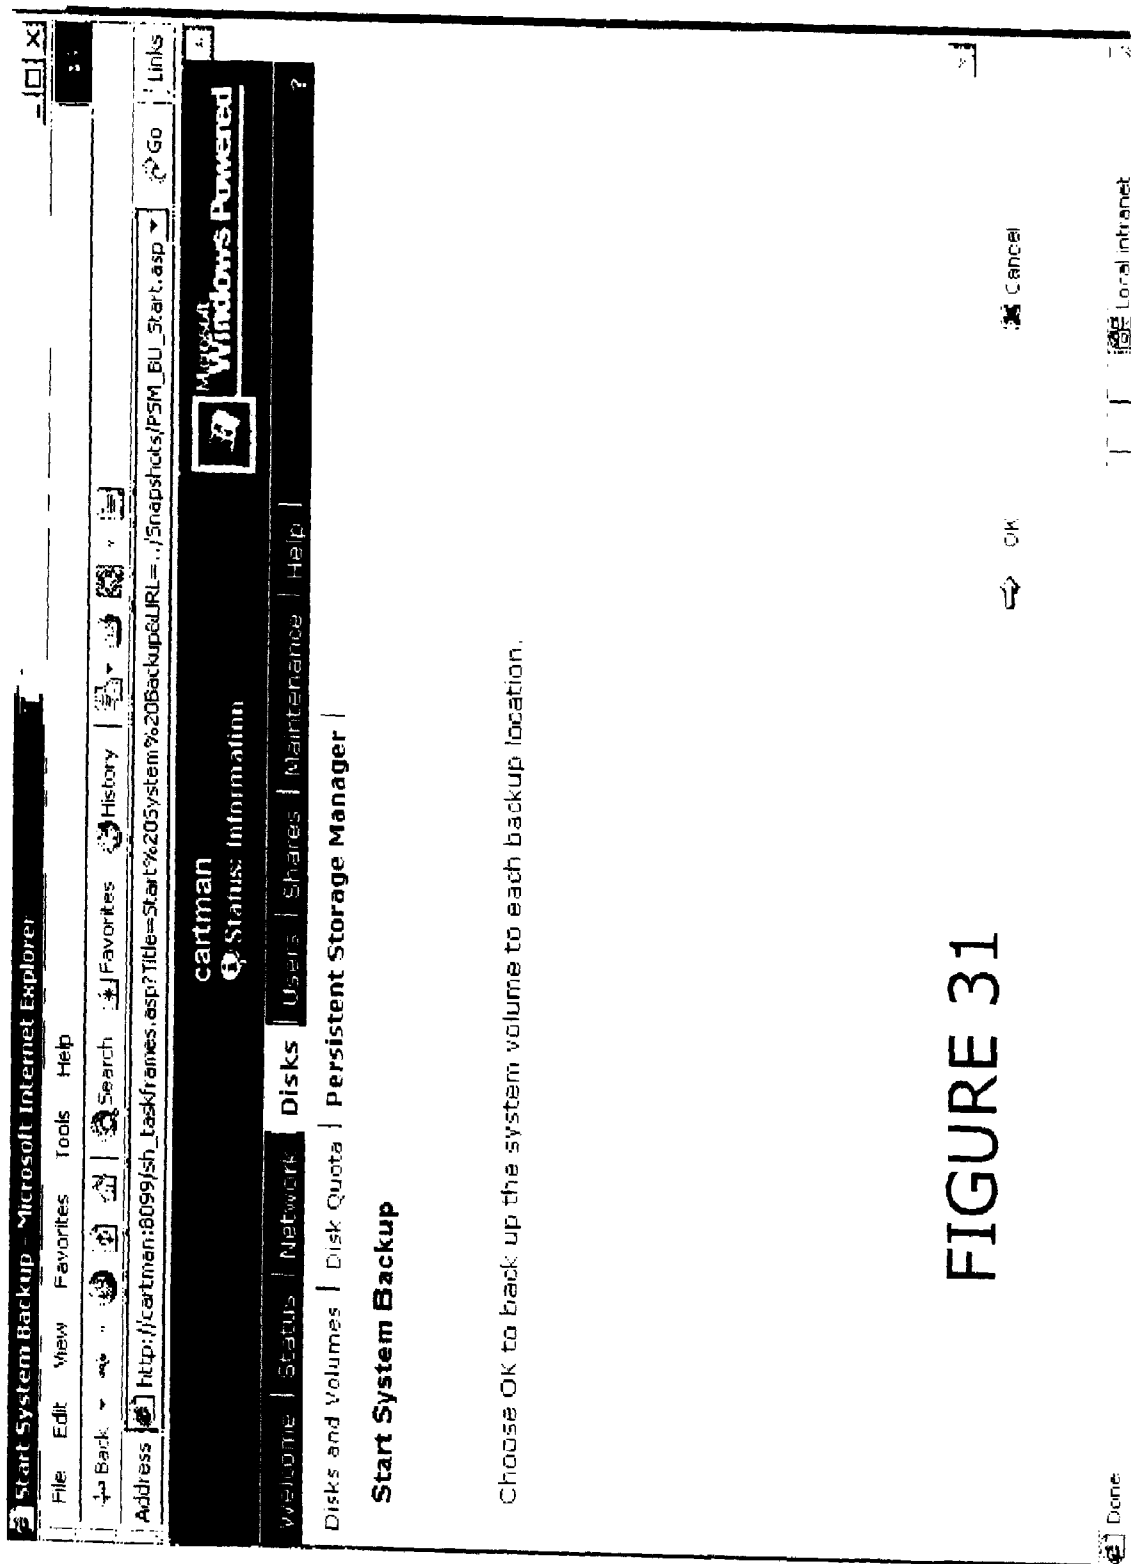 Start System Backup - Microsoft Internet Explorer
File Edit View Favorites Tools Help
Back Search Favorites History
Address http://cartman:8099/sh_taskframes.asp?Title=Start%20System%20Backup&URL=../Snapshots/PSM_BU_Start.asp Go Links
cartman
Status: Information
Microsoft
Windows Powered
Welcome | Status | Network | Disks | Users | Shares | Maintenance | Help | ?
Disks and Volumes | Disk Quota | Persistent Storage Manager |
Start System Backup
Choose OK to back up the system volume to each backup location.
FIGURE 31
OK Cancel
Done Local intranet